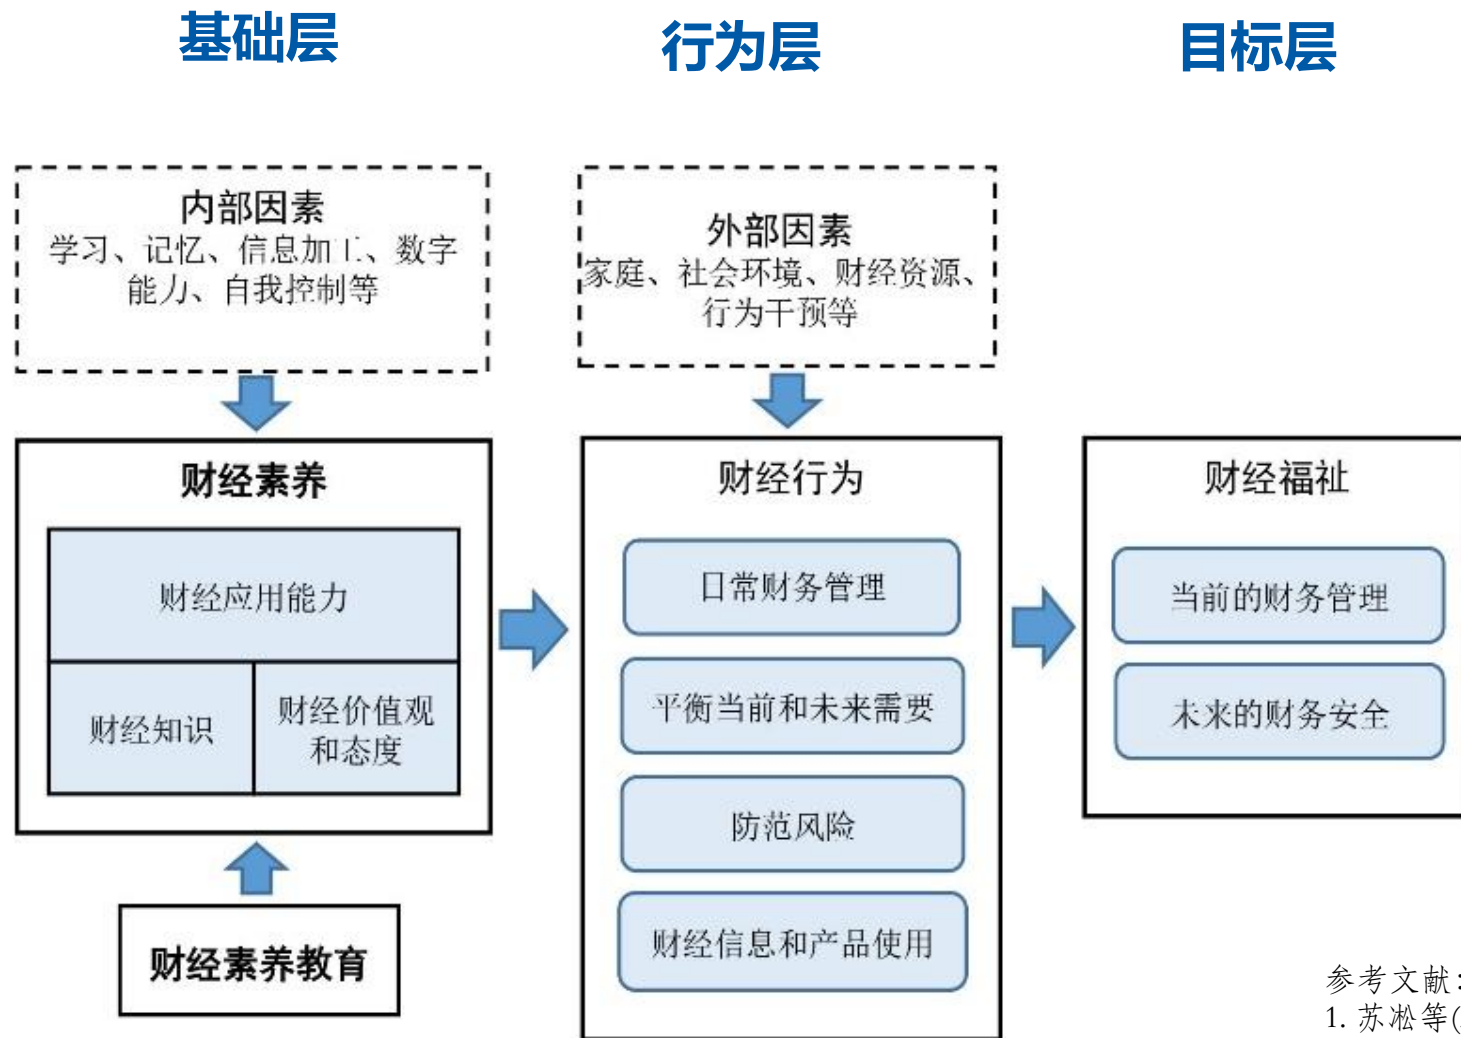 基础层
行为层
目标层
内部因素
学习、记忆、信息加工、数字
能力、自我控制等
外部因素
家庭、社会环境、财经资源、
行为干预等
财经素养
财经应用能力
财经知识
财经价值观
和态度
财经素养教育
财经行为
日常财务管理
平衡当前和未来需要
防范风险
财经信息和产品使用
财经福祉
当前的财务管理
未来的财务安全
参考文献:
1. 苏凇等(